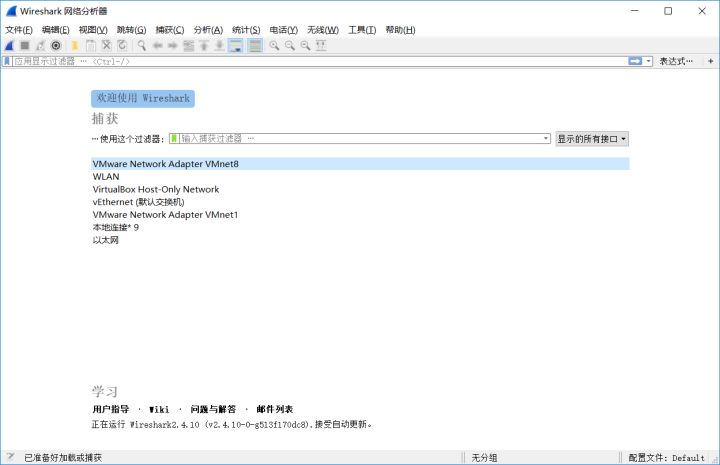 Wireshark 网络分析器
文件(F) 编辑(E) 视图(V) 跳转(G) 捕获(C) 分析(A) 统计(S) 电话(Y) 无线(W) 工具(T) 帮助(H)
应用显示过滤器 … <Ctrl-/> 表达式… +
欢迎使用 Wireshark
捕获
…使用这个过滤器: 输入捕获过滤器 … 显示的所有接口
VMware Network Adapter VMnet8
WLAN
VirtualBox Host-Only Network
vEthernet (默认交换机)
VMware Network Adapter VMnet1
本地连接* 9
以太网
学习
用户指导 · Wiki · 问题与解答 · 邮件列表
正在运行 Wireshark2.4.10 (v2.4.10-0-g513f170dc8).接受自动更新。
已准备好加载或捕获 无分组 配置文件: Default